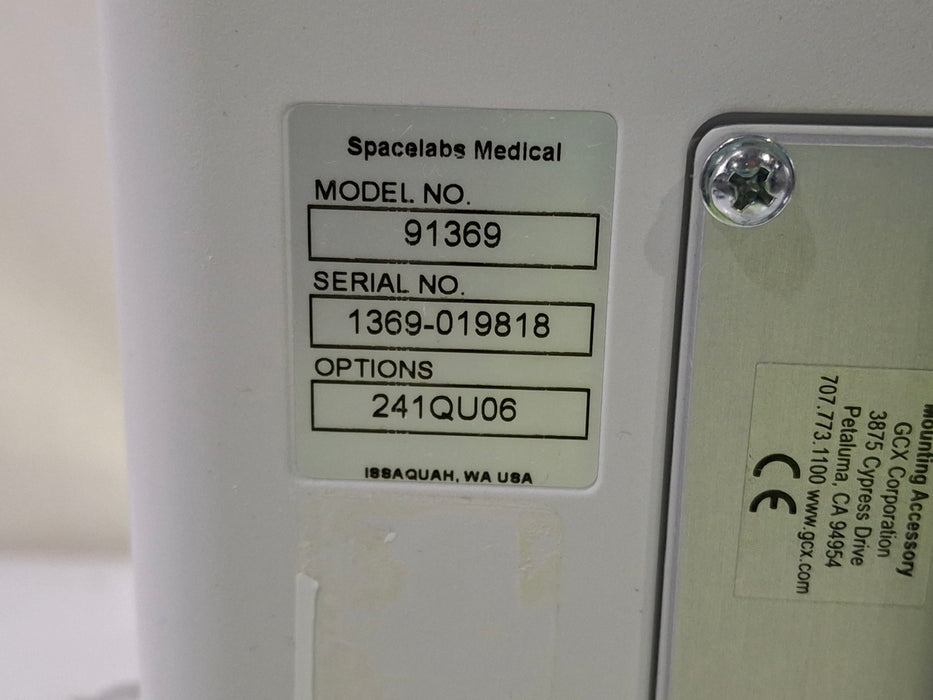 Spacelabs Medical
MODEL NO.
91369
SERIAL NO.
1369-019818
OPTIONS
241QU06
ISSAQUAH, WA USA
Mounting Accessory
GCX Corporation
3875 Cypress Drive
Petaluma, CA 94954
707.773.1100 www.gcx.com
CE